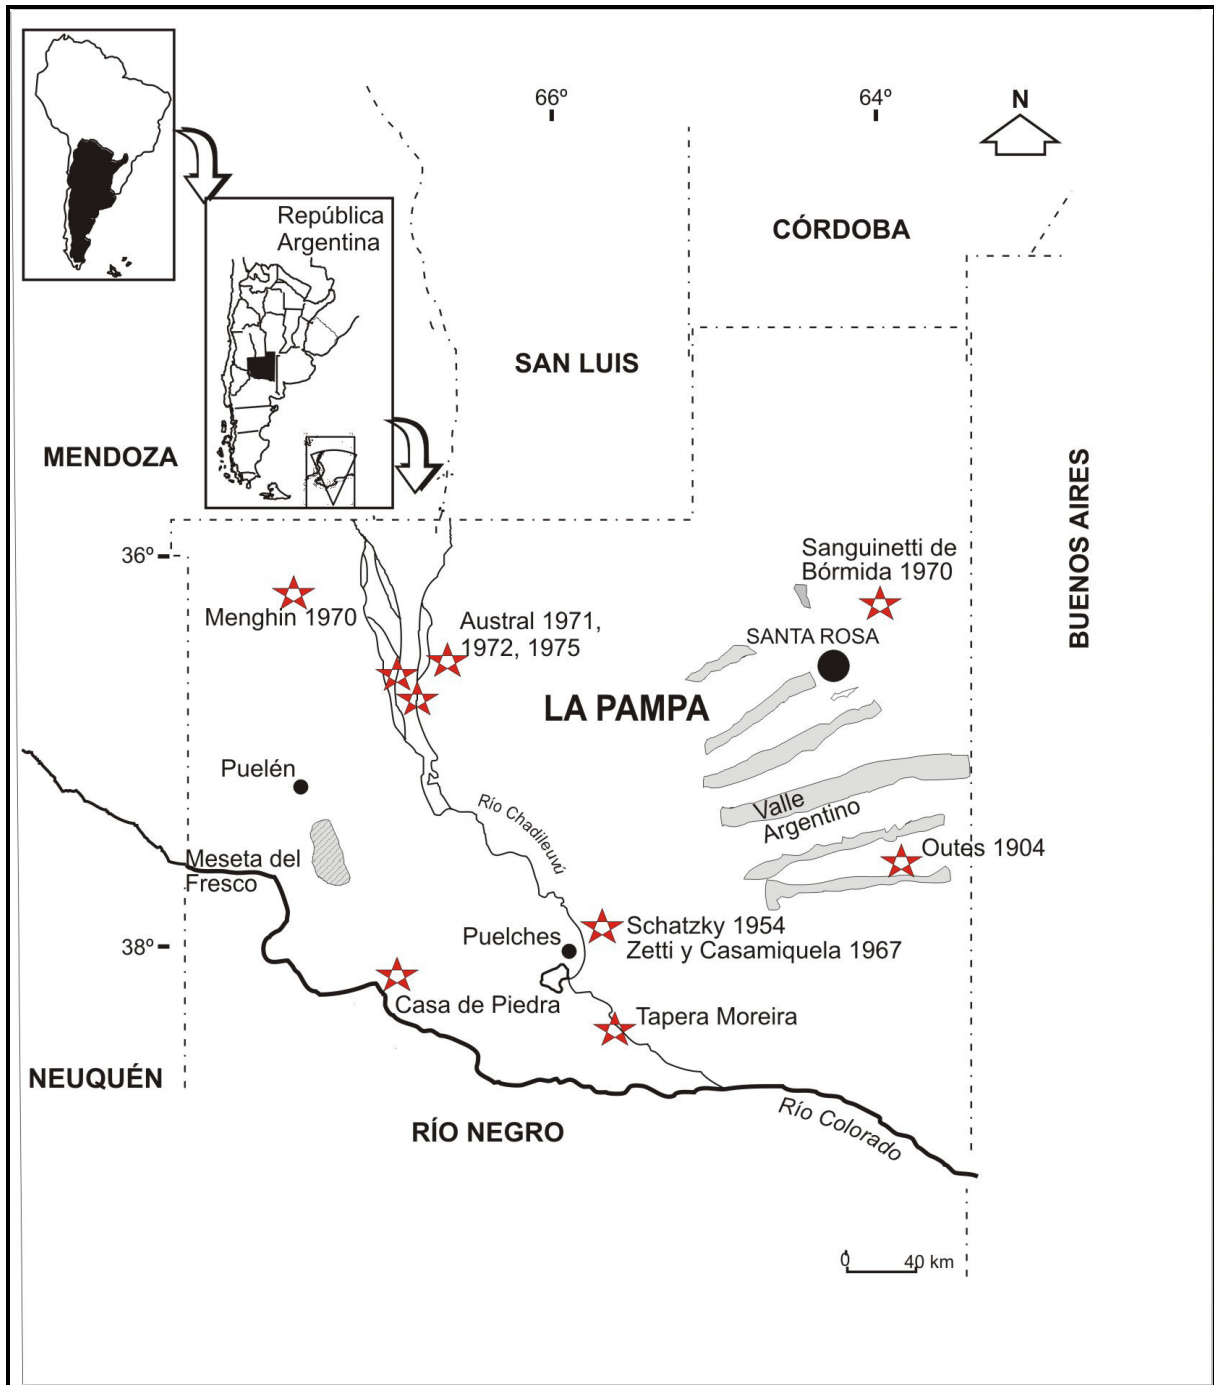 66º
64º
N
República
Argentina
CÓRDOBA
SAN LUIS
MENDOZA
BUENOS AIRES
36º
Sanguinetti de
Bórmida 1970
Menghin 1970
Austral 1971,
1972, 1975
SANTA ROSA
LA PAMPA
Puelén
Río Chadileuvú
Valle
Argentino
Meseta del
Fresco
Outes 1904
Schatzky 1954
Zetti y Casamiquela 1967
Puelches
38º
Casa de Piedra
Tapera Moreira
NEUQUÉN
RÍO NEGRO
Río Colorado
0 40 km